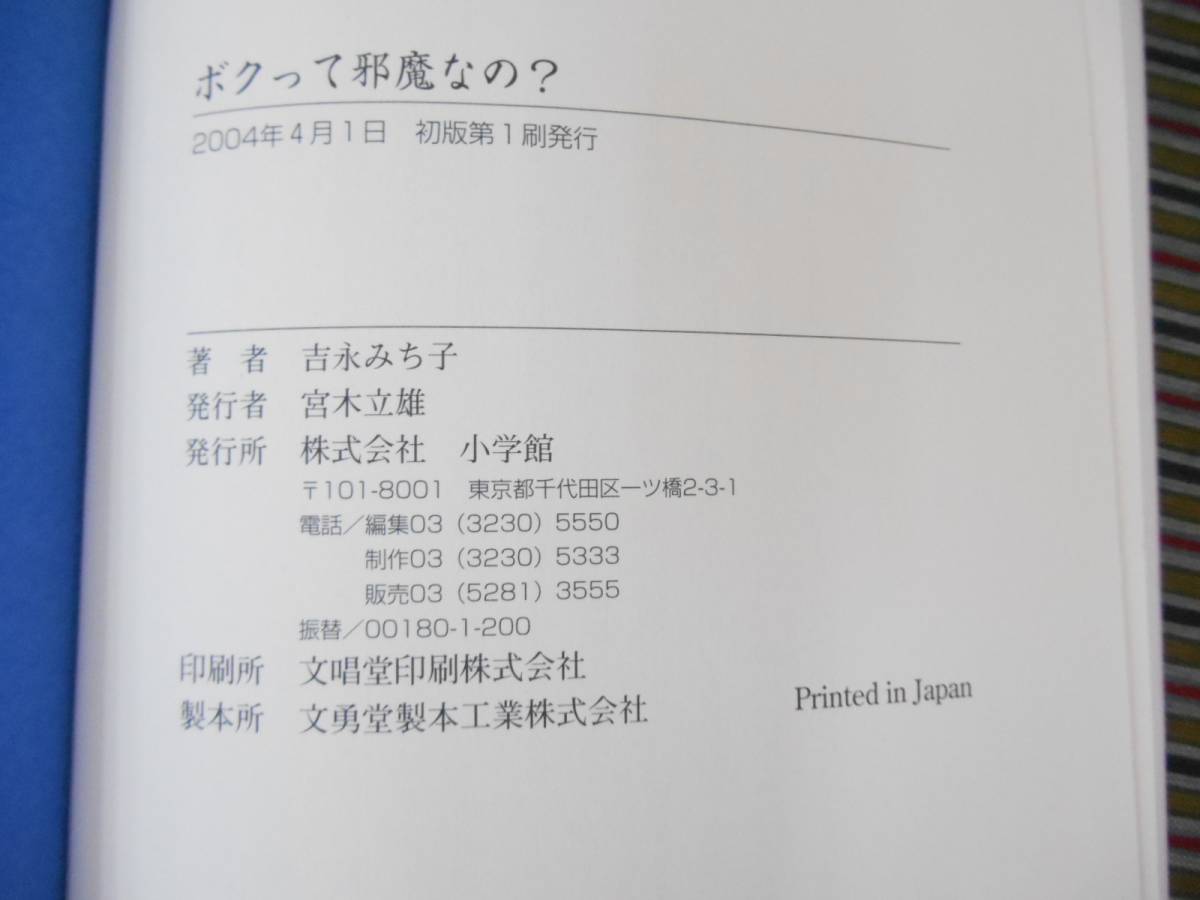 ボクって邪魔なの?
2004年4月1日　初版第1刷発行
著　者　吉永みち子
発行者　宮木立雄
発行所　株式会社　小学館
〒101-8001　東京都千代田区一ツ橋2-3-1
電話／編集03（3230）5550
制作03（3230）5333
販売03（5281）3555
振替／00180-1-200
印刷所　文唱堂印刷株式会社
製本所　文勇堂製本工業株式会社
Printed in Japan